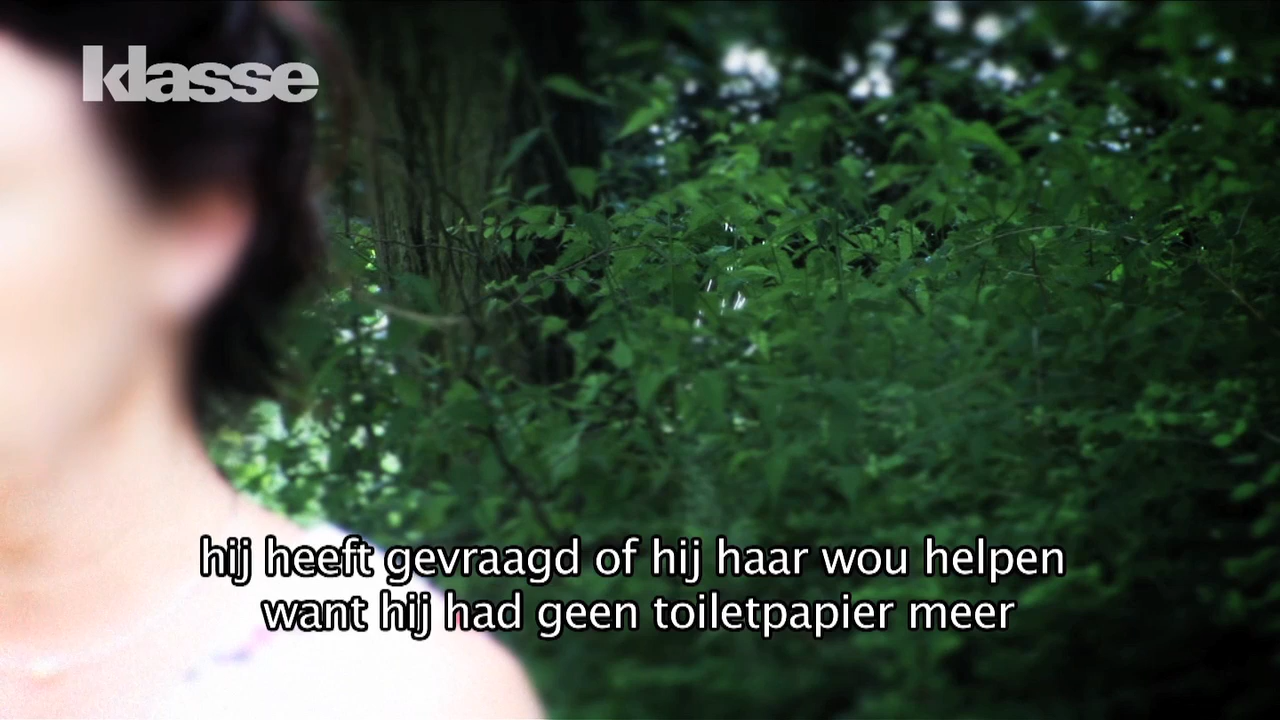 klasse
hij heeft gevraagd of hij haar wou helpen
want hij had geen toiletpapier meer